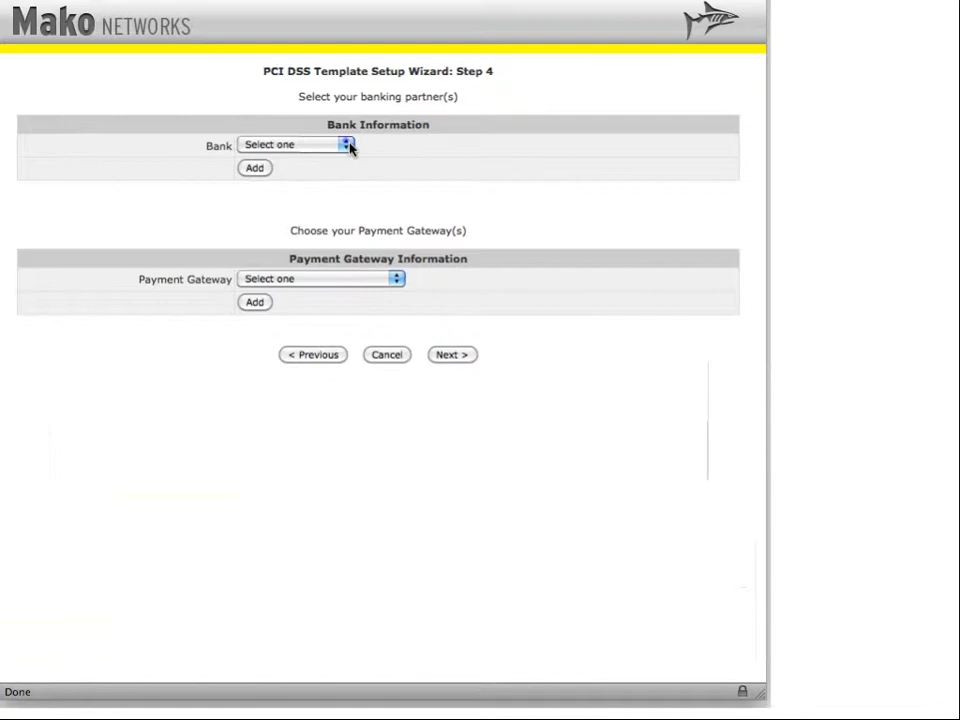 Mako NETWORKS
PCI DSS Template Setup Wizard: Step 4
Select your banking partner(s)
Bank Information
Bank Select one
Add
Choose your Payment Gateway(s)
Payment Gateway Information
Payment Gateway Select one
Add
< Previous Cancel Next >
Done